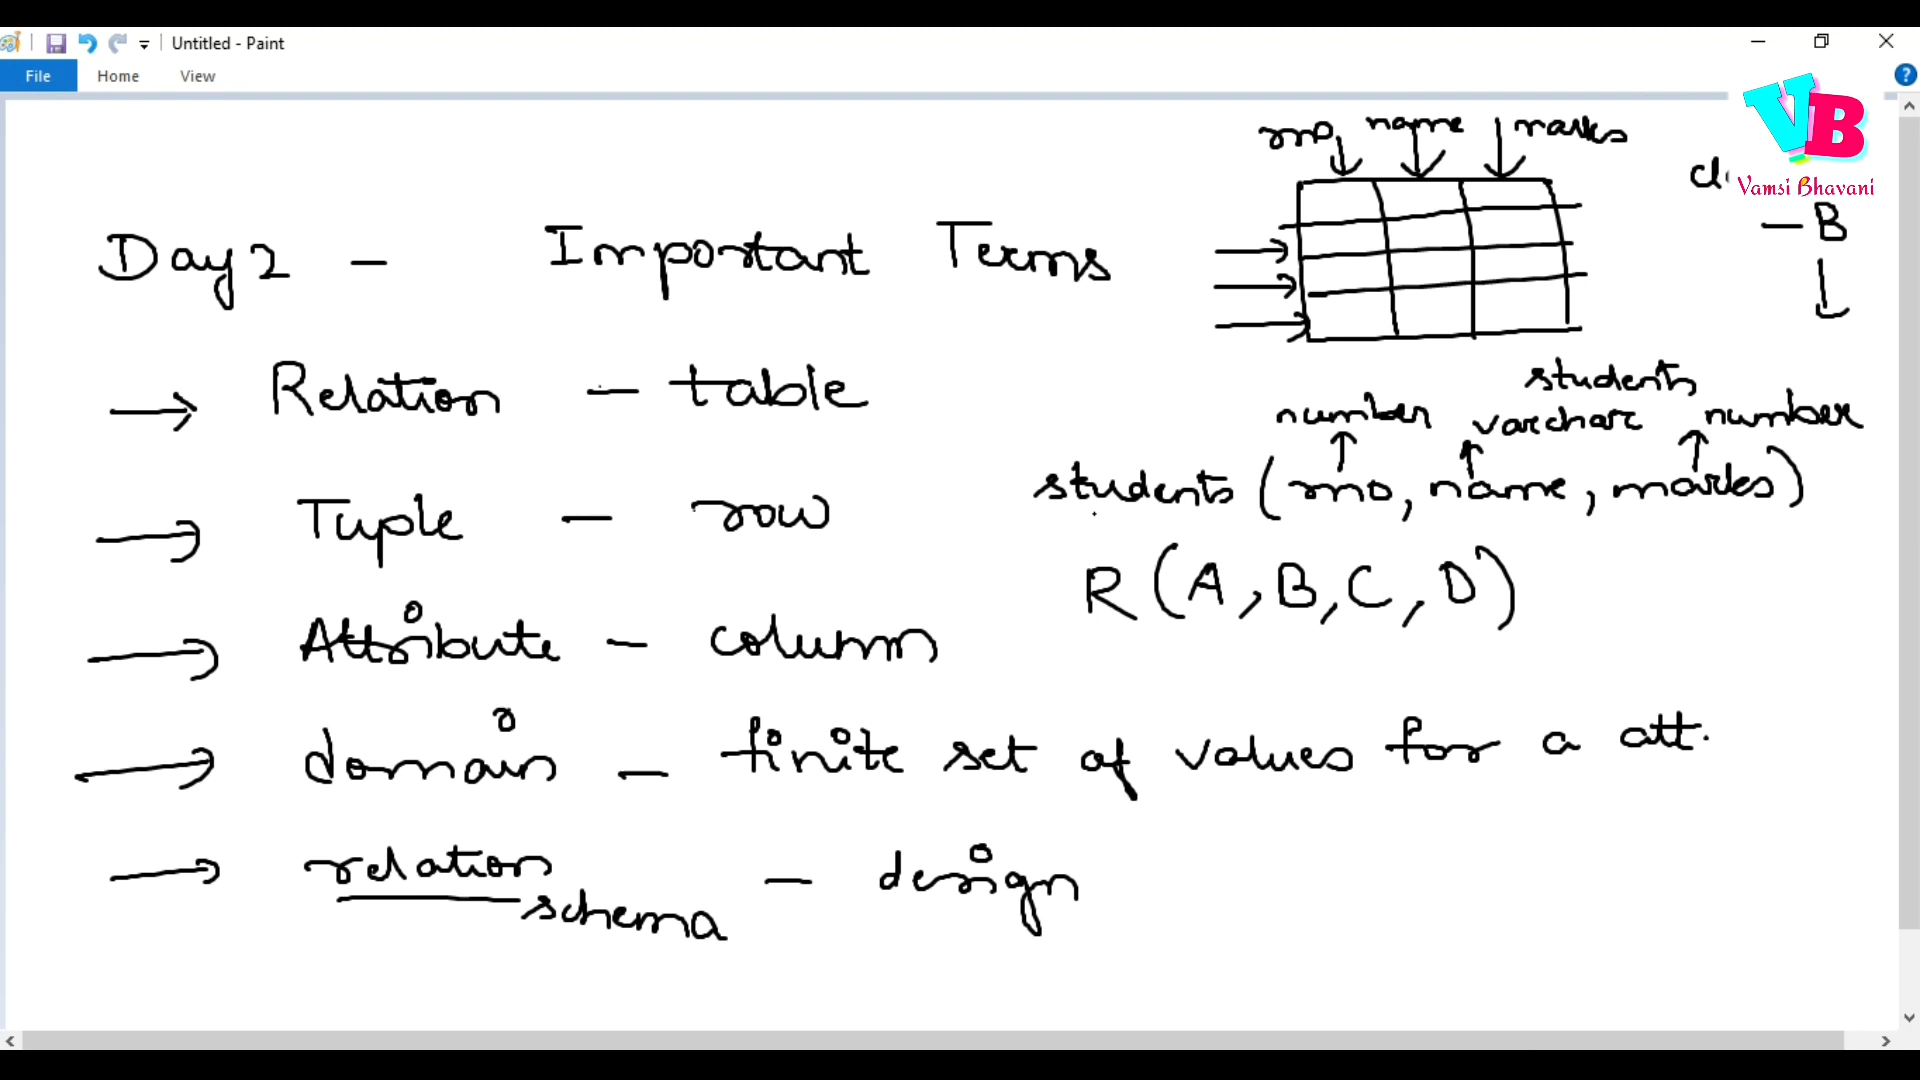 Untitled - Paint
File Home View
VB
Vamsi Bhavani
rno name marks
- B
Day 2 - Important Terms
→ Relation - table
students
number varchar number
→ Tuple - row
students (rno, name, marks)
R (A, B, C, D)
→ Attribute - column
→ domain - finite set of values for a att.
→ relation schema - design